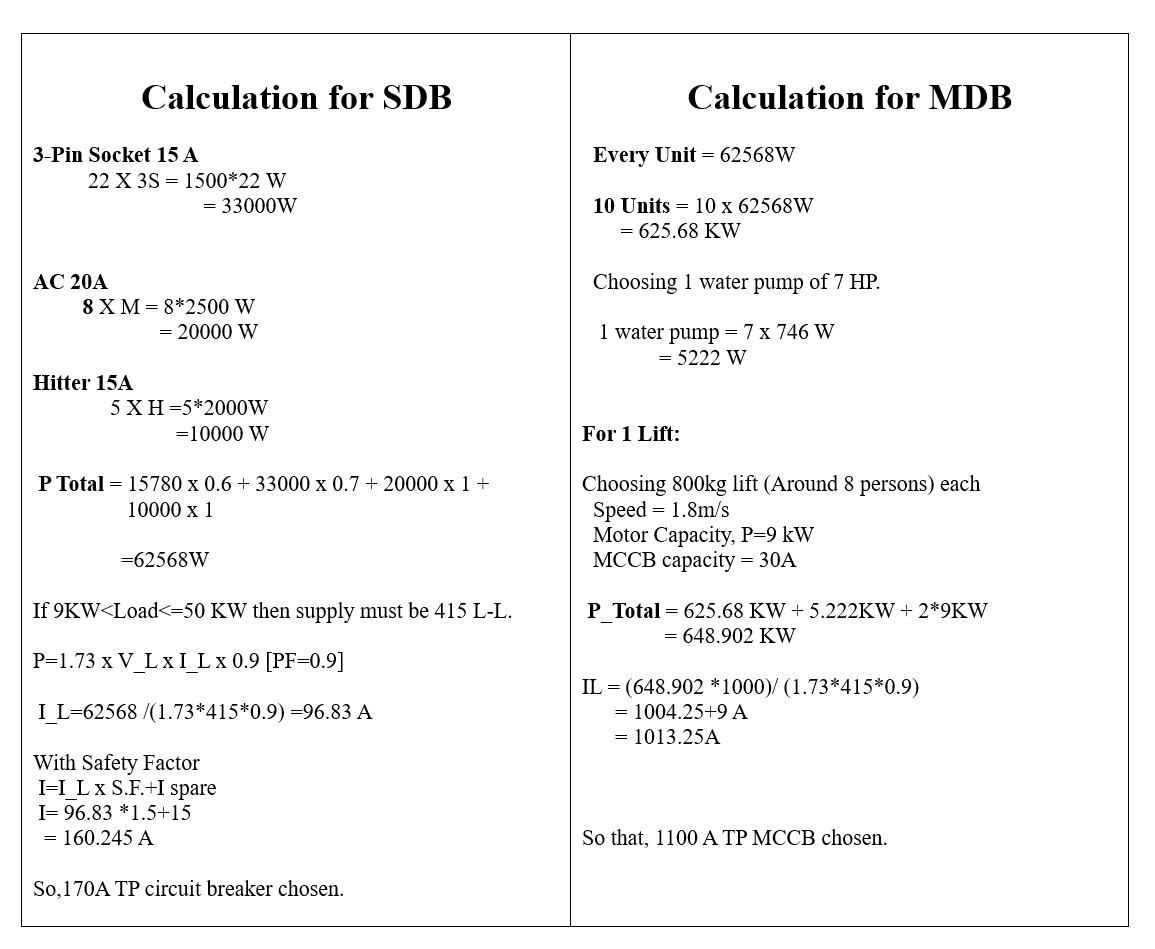 Calculation for SDB
3-Pin Socket 15 A
22 X 3S = 1500*22 W
= 33000W
AC 20A
8 X M = 8*2500 W
= 20000 W
Hitter 15A
5 X H =5*2000W
=10000 W
P Total = 15780 x 0.6 + 33000 x 0.7 + 20000 x 1 +
10000 x 1
=62568W
If 9KW<Load<=50 KW then supply must be 415 L-L.
P=1.73 x V_L x I_L x 0.9 [PF=0.9]
I_L=62568 /(1.73*415*0.9) =96.83 A
With Safety Factor
I=I_L x S.F.+I spare
I= 96.83 *1.5+15
= 160.245 A
So,170A TP circuit breaker chosen.
Calculation for MDB
Every Unit = 62568W
10 Units = 10 x 62568W
= 625.68 KW
Choosing 1 water pump of 7 HP.
1 water pump = 7 x 746 W
= 5222 W
For 1 Lift:
Choosing 800kg lift (Around 8 persons) each
Speed = 1.8m/s
Motor Capacity, P=9 kW
MCCB capacity = 30A
P_Total = 625.68 KW + 5.222KW + 2*9KW
= 648.902 KW
IL = (648.902 *1000)/ (1.73*415*0.9)
= 1004.25+9 A
= 1013.25A
So that, 1100 A TP MCCB chosen.